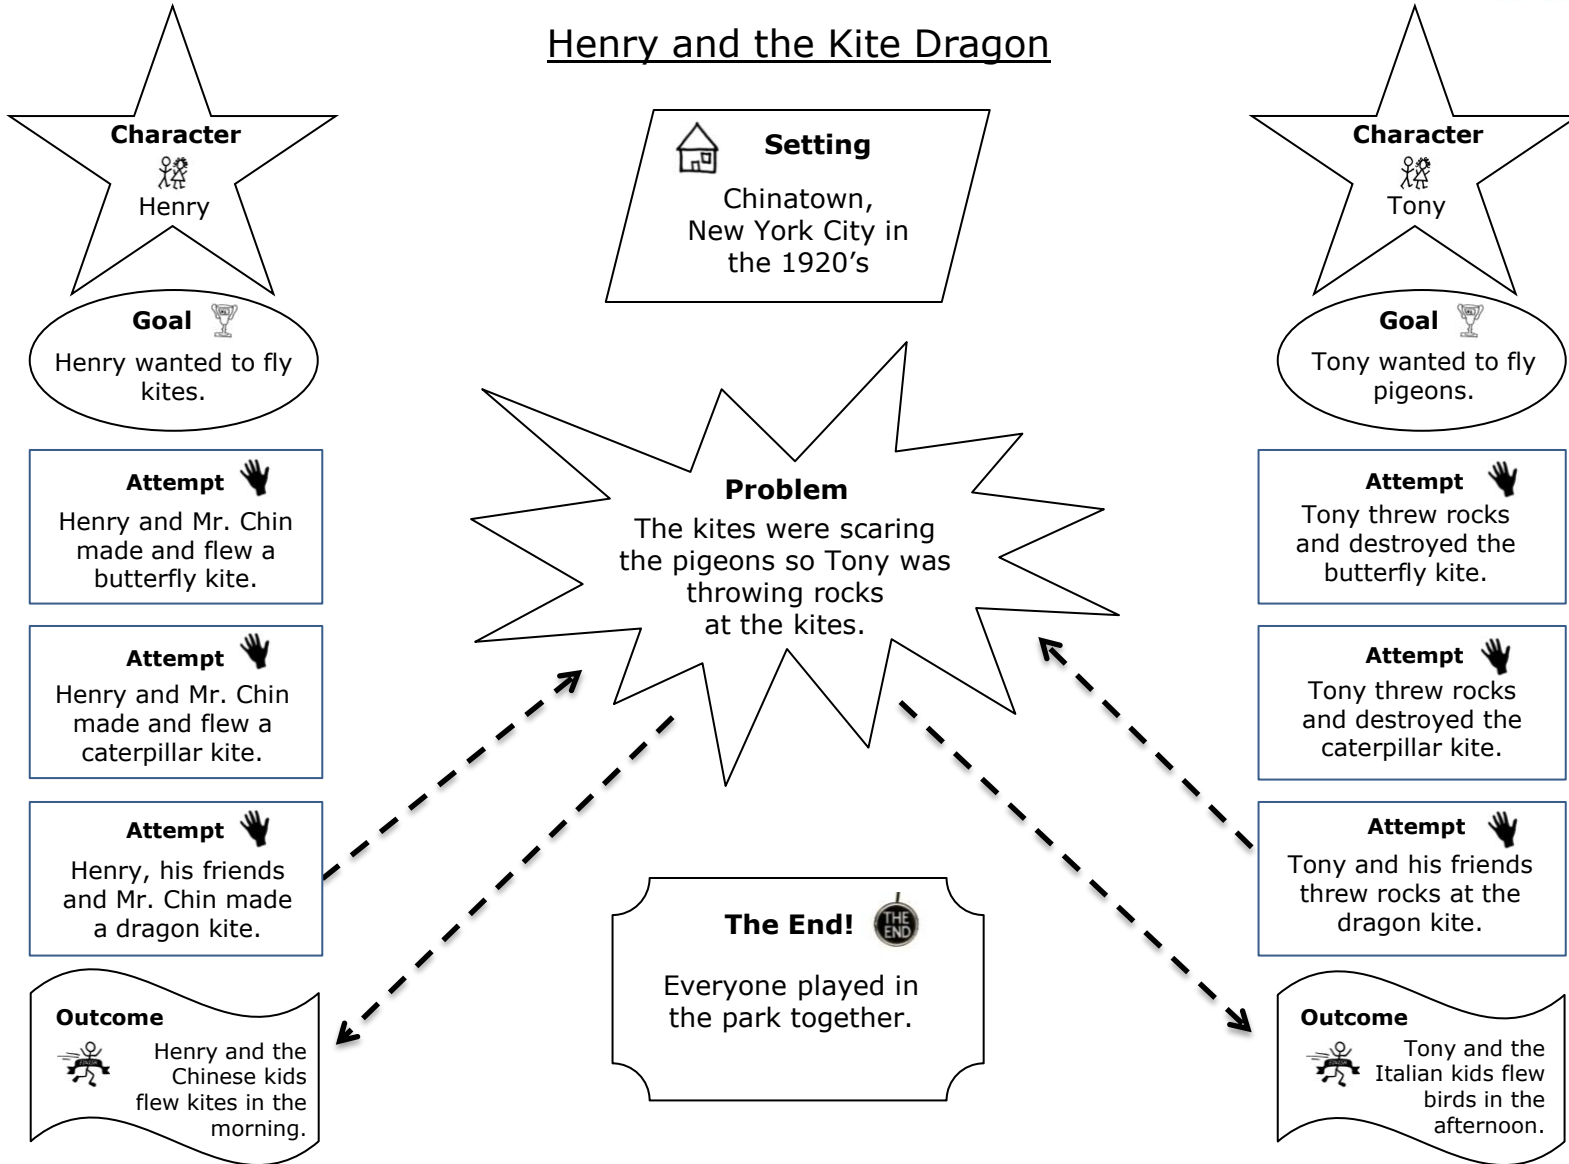 Henry and the Kite Dragon
Character
Henry
Goal
Henry wanted to fly
kites.
Attempt
Henry and Mr. Chin
made and flew a
butterfly kite.
Attempt
Henry and Mr. Chin
made and flew a
caterpillar kite.
Attempt
Henry, his friends
and Mr. Chin made
a dragon kite.
Outcome
Henry and the
Chinese kids
flew kites in the
morning.
Setting
Chinatown,
New York City in
the 1920's
Problem
The kites were scaring
the pigeons so Tony was
throwing rocks
at the kites.
The End!
THE
END
Everyone played in
the park together.
Character
Tony
Goal
Tony wanted to fly
pigeons.
Attempt
Tony threw rocks
and destroyed the
butterfly kite.
Attempt
Tony threw rocks
and destroyed the
caterpillar kite.
Attempt
Tony and his friends
threw rocks at the
dragon kite.
Outcome
Tony and the
Italian kids flew
birds in the
afternoon.